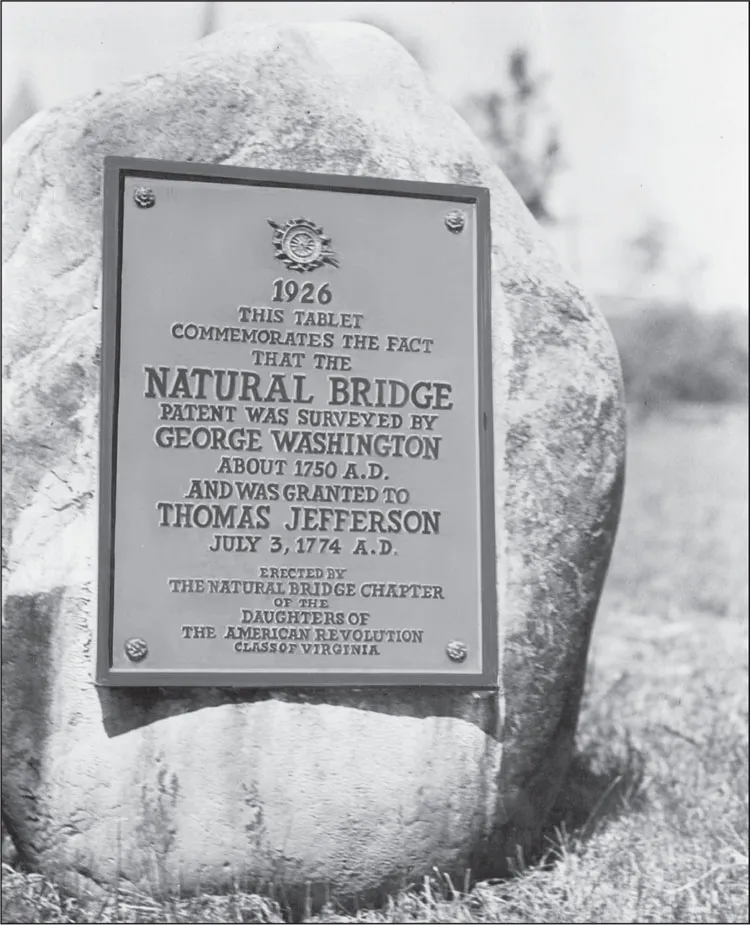 1926
THIS TABLET
COMMEMORATES THE FACT
THAT THE
NATURAL BRIDGE
PATENT WAS SURVEYED BY
GEORGE WASHINGTON
ABOUT 1750 A.D.
AND WAS GRANTED TO
THOMAS JEFFERSON
JULY 3, 1774 A.D.
ERECTED BY
THE NATURAL BRIDGE CHAPTER
OF THE
DAUGHTERS OF
THE AMERICAN REVOLUTION
CLASS OF VIRGINIA